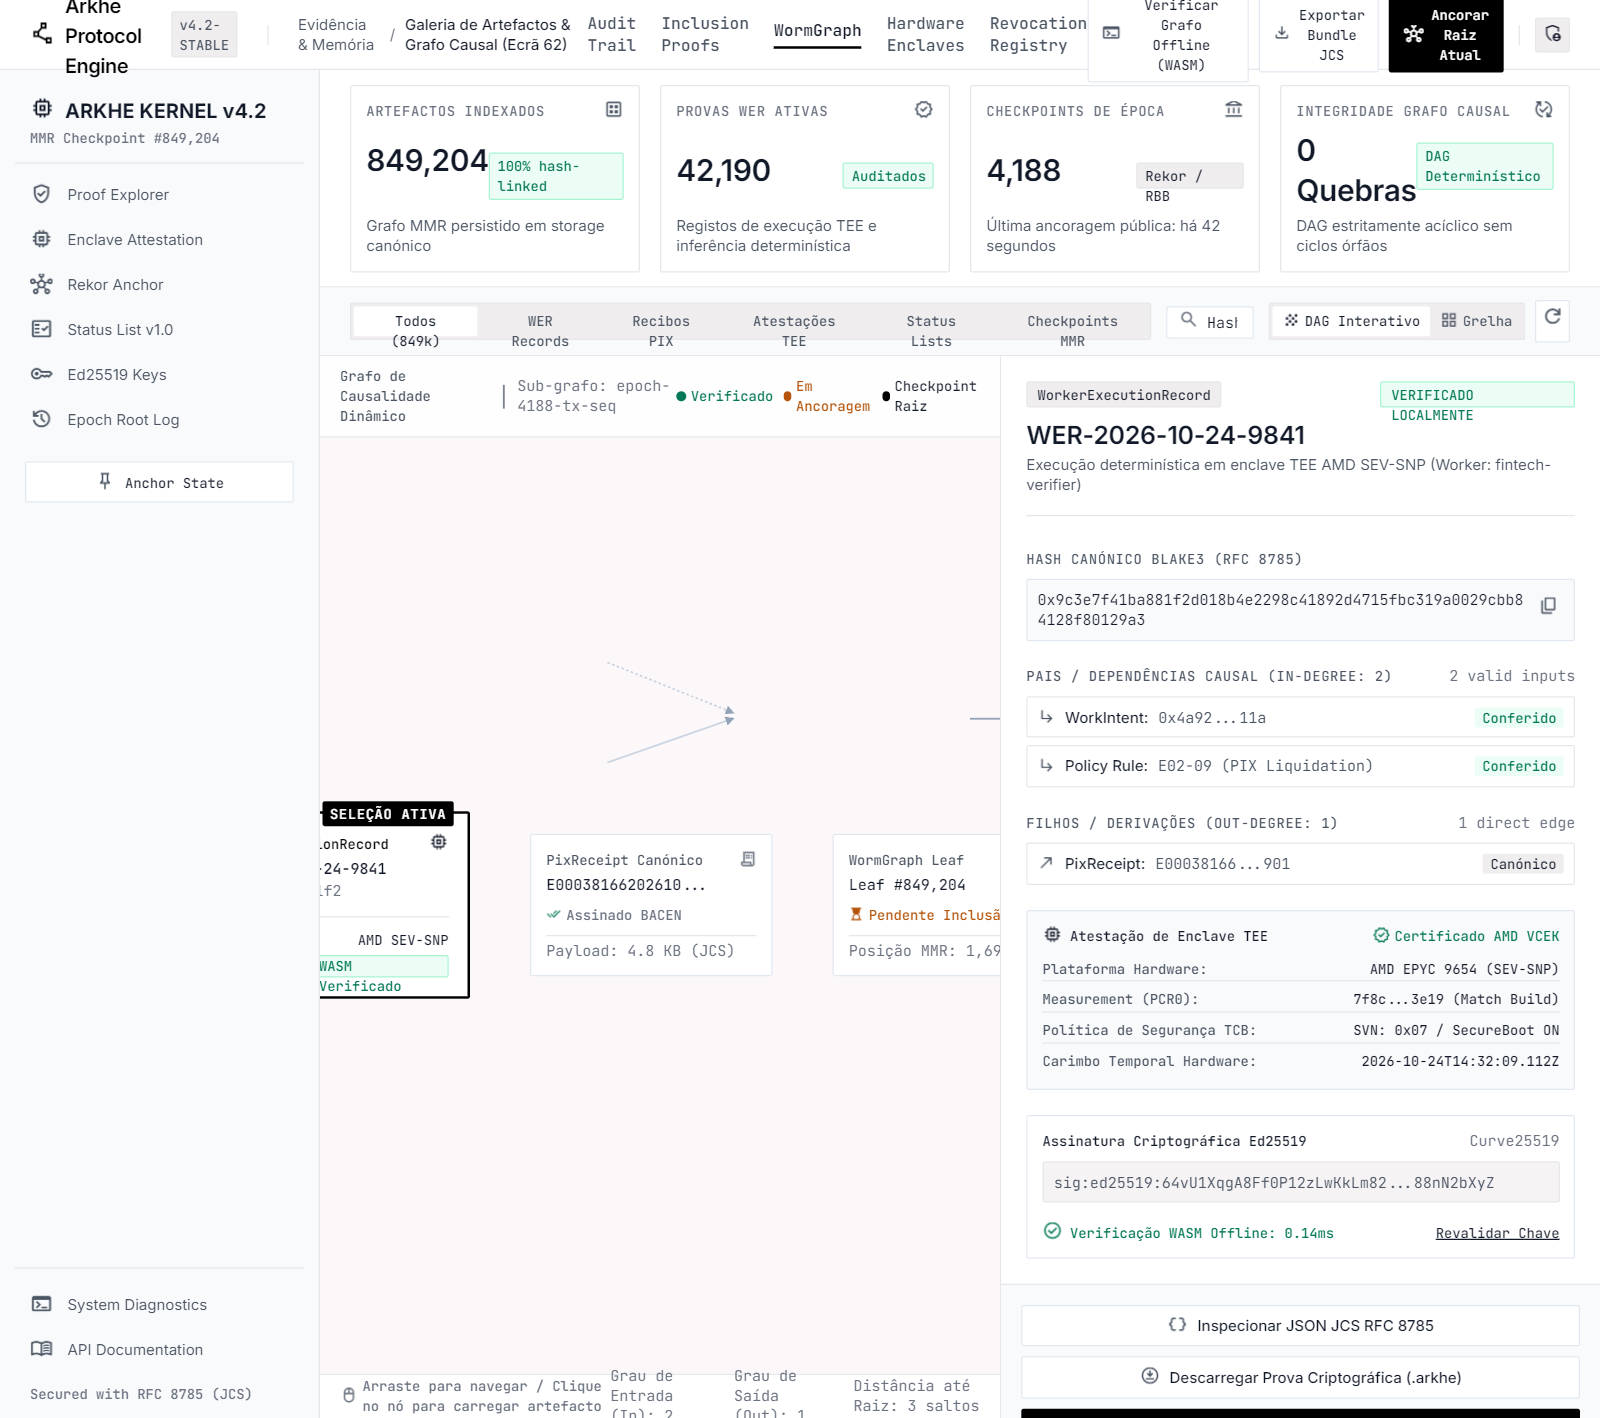 Arkhe
Protocol
Engine
v4.2-
STABLE
Evidência
& Memória
/
Galeria de Artefactos &
Grafo Causal (Ecrã 62)
Audit
Trail
Inclusion
Proofs
WormGraph
Hardware
Enclaves
Revocation
Registry
Verificar
Grafo
Offline
(WASM)
Exportar
Bundle
JCS
Ancorar
Raiz
Atual
ARKHE KERNEL v4.2
MMR Checkpoint #849,204
Proof Explorer
Enclave Attestation
Rekor Anchor
Status List v1.0
Ed25519 Keys
Epoch Root Log
Anchor State
System Diagnostics
API Documentation
Secured with RFC 8785 (JCS)
ARTEFACTOS INDEXADOS
849,204
100% hash-
linked
Grafo MMR persistido em storage
canónico
PROVAS WER ATIVAS
42,190
Auditados
Registos de execução TEE e
inferência determinística
CHECKPOINTS DE ÉPOCA
4,188
Rekor /
RBB
Última ancoragem pública: há 42
segundos
INTEGRIDADE GRAFO CAUSAL
0
Quebras
DAG
Determinístico
DAG estritamente acíclico sem
ciclos órfãos
Todos
(849k)
WER
Records
Recibos
PIX
Atestações
TEE
Status
Lists
Checkpoints
MMR
Hash
DAG Interativo
Grelha
Grafo de
Causalidade
Dinâmico
Sub-grafo: epoch-
4188-tx-seq
Verificado
Em
Ancoragem
Checkpoint
Raiz
SELEÇÃO ATIVA
onRecord
-24-9841
1f2
AMD SEV-SNP
WASM
Verificado
PixReceipt Canónico
E00038166202610...
Assinado BACEN
Payload: 4.8 KB (JCS)
WormGraph Leaf
Leaf #849,204
Pendente Inclusã
Posição MMR: 1,69
Arraste para navegar / Clique
no nó para carregar artefacto
Grau de
Entrada
(In): 2
Grau de
Saída
(Out): 1
Distância até
Raiz: 3 saltos
WorkerExecutionRecord
VERIFICADO
LOCALMENTE
WER-2026-10-24-9841
Execução determinística em enclave TEE AMD SEV-SNP (Worker: fintech-
verifier)
HASH CANÓNICO BLAKE3 (RFC 8785)
0x9c3e7f41ba881f2d018b4e2298c41892d4715fbc319a0029cbb8
4128f80129a3
PAIS / DEPENDÊNCIAS CAUSAL (IN-DEGREE: 2)
2 valid inputs
WorkIntent: 0x4a92...11a
Conferido
Policy Rule: E02-09 (PIX Liquidation)
Conferido
FILHOS / DERIVAÇÕES (OUT-DEGREE: 1)
1 direct edge
PixReceipt: E00038166...901
Canónico
Atestação de Enclave TEE
Certificado AMD VCEK
Plataforma Hardware:
AMD EPYC 9654 (SEV-SNP)
Measurement (PCR0):
7f8c...3e19 (Match Build)
Política de Segurança TCB:
SVN: 0x07 / SecureBoot ON
Carimbo Temporal Hardware:
2026-10-24T14:32:09.112Z
Assinatura Criptográfica Ed25519
Curve25519
sig:ed25519:64vU1XqgA8Ff0P12zLwKkLm82...88nN2bXyZ
Verificação WASM Offline: 0.14ms
Revalidar Chave
Inspecionar JSON JCS RFC 8785
Descarregar Prova Criptográfica (.arkhe)